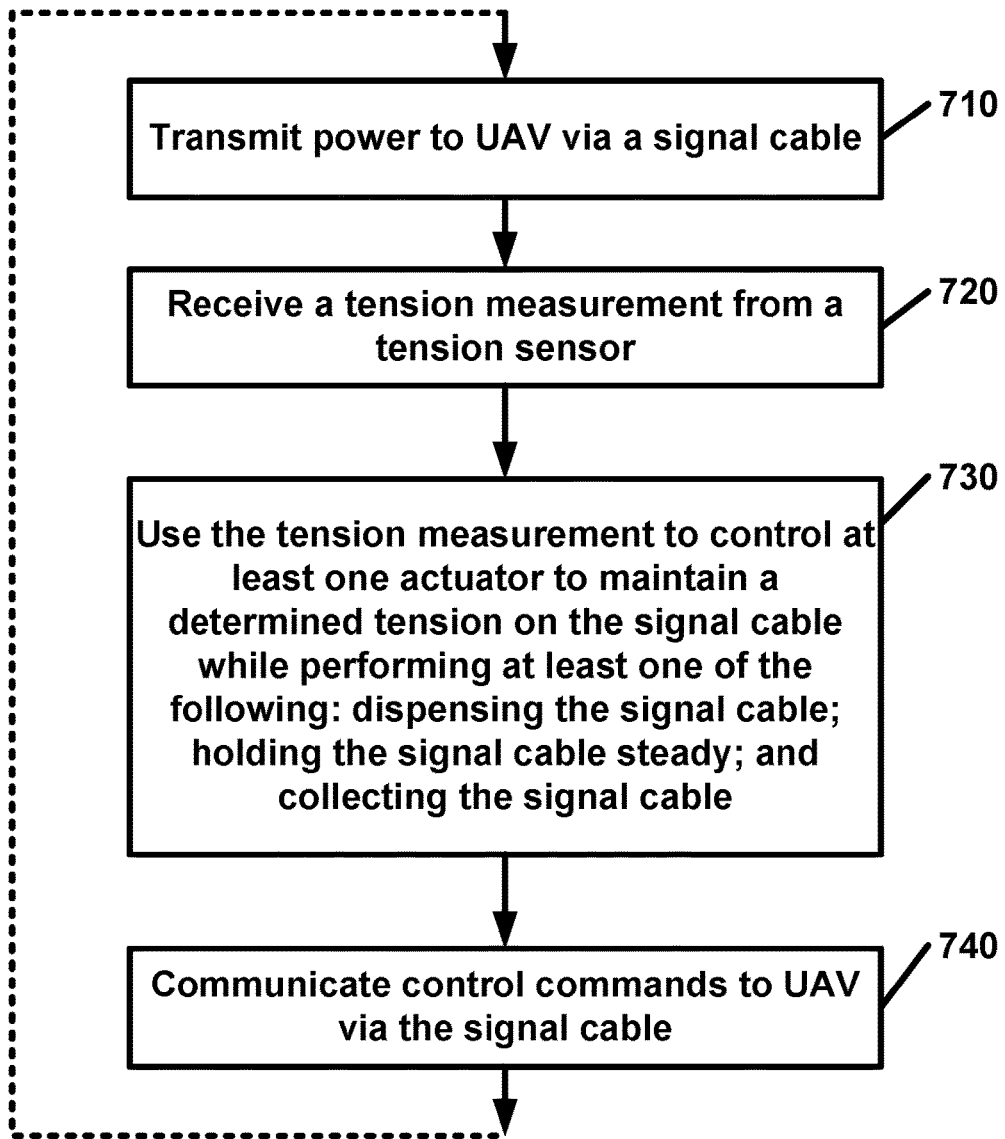 Transmit power to UAV via a signal cable
710
Receive a tension measurement from a
tension sensor
720
Use the tension measurement to control at
least one actuator to maintain a
determined tension on the signal cable
while performing at least one of the
following: dispensing the signal cable;
holding the signal cable steady; and
collecting the signal cable
730
Communicate control commands to UAV
via the signal cable
740